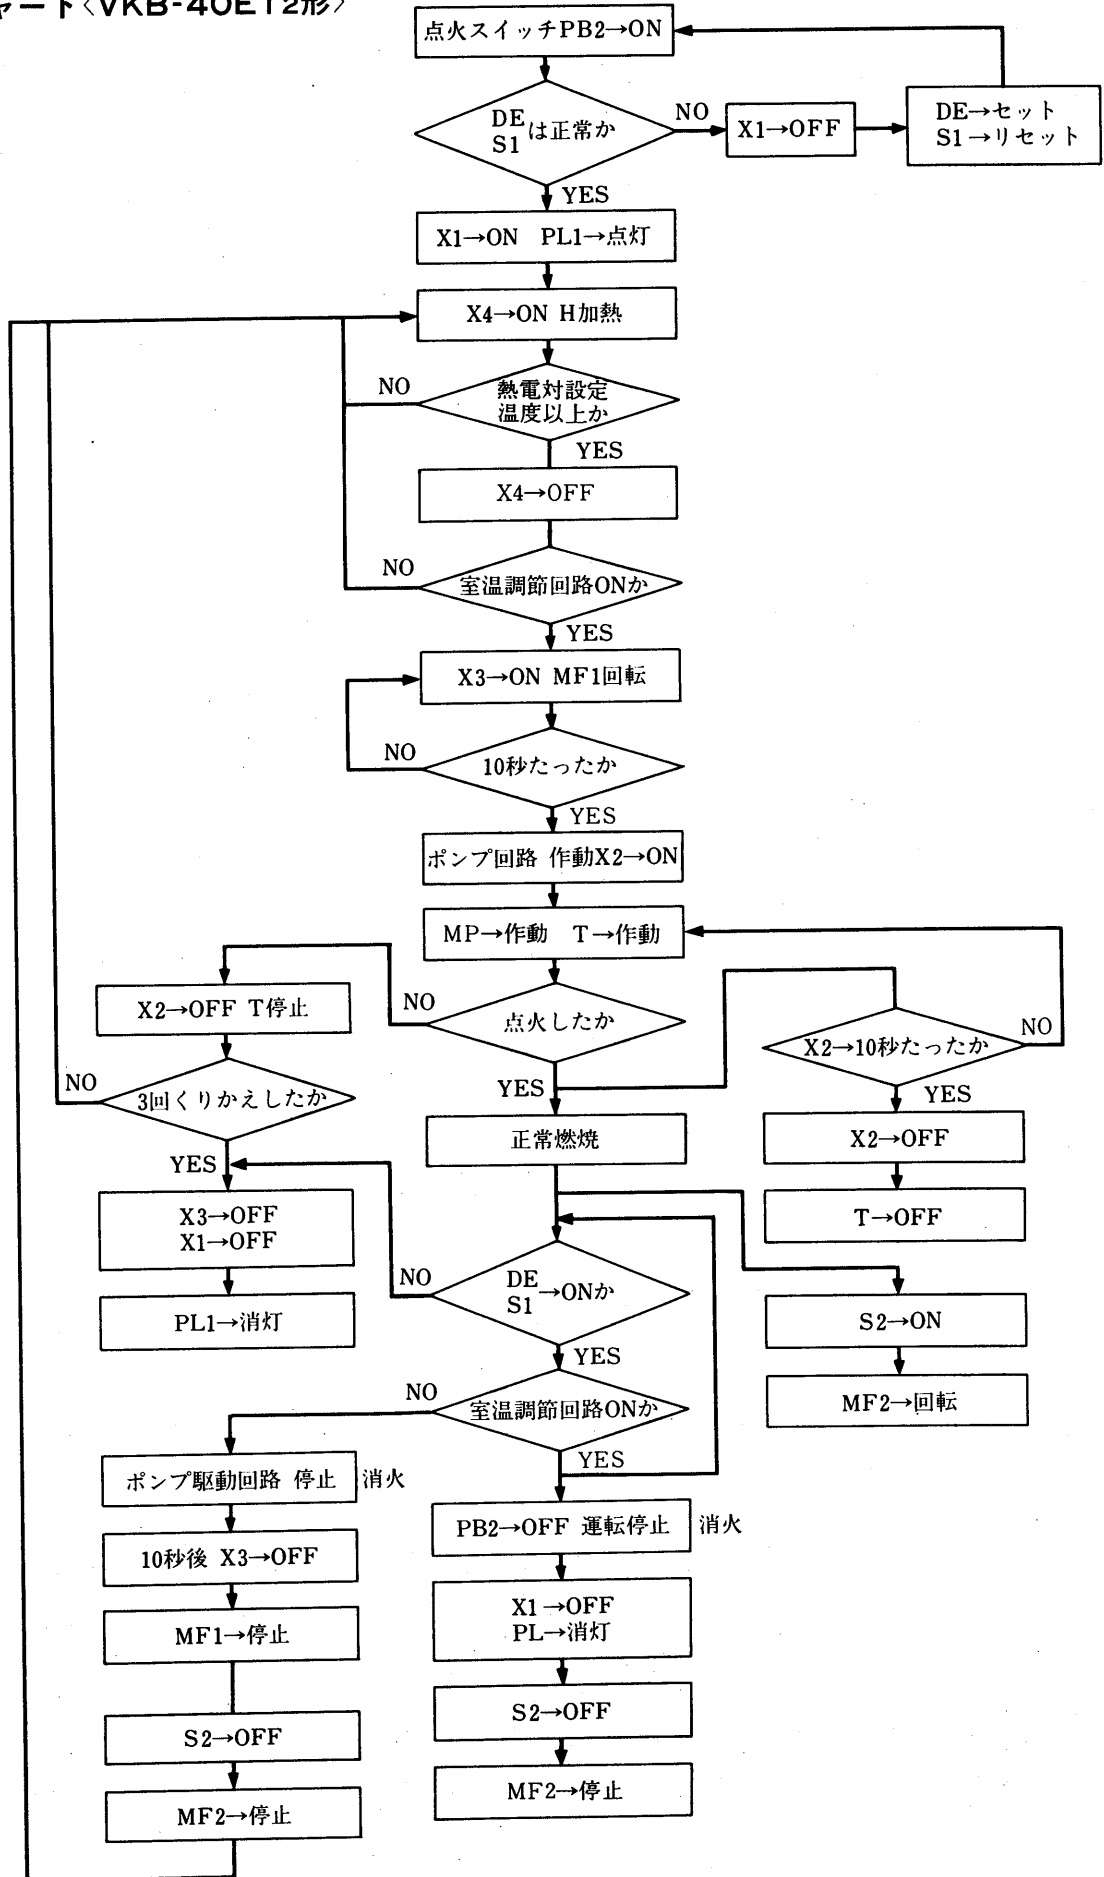 ャート〈VKB-40ET2形〉
点火スイッチPB2→ON
DE
S1
は正常か
NO
X1→OFF
DE→セット
S1→リセット
YES
X1→ON PL1→点灯
X4→ON H加熱
NO
熱電対設定
温度以上か
YES
X4→OFF
NO
室温調節回路ONか
YES
X3→ON MF1回転
NO
10秒たったか
YES
ポンプ回路 作動X2→ON
MP→作動 T→作動
NO
点火したか
X2→OFF T停止
X2→10秒たったか
NO
NO
3回くりかえしたか
YES
YES
X2→OFF
正常燃焼
YES
T→OFF
X3→OFF
X1→OFF
NO
DE
S1
→ONか
PL1→消灯
S2→ON
YES
NO
室温調節回路ONか
MF2→回転
YES
ポンプ駆動回路 停止
消火
PB2→OFF 運転停止
消火
10秒後 X3→OFF
X1→OFF
PL→消灯
MF1→停止
S2→OFF
S2→OFF
MF2→停止
MF2→停止